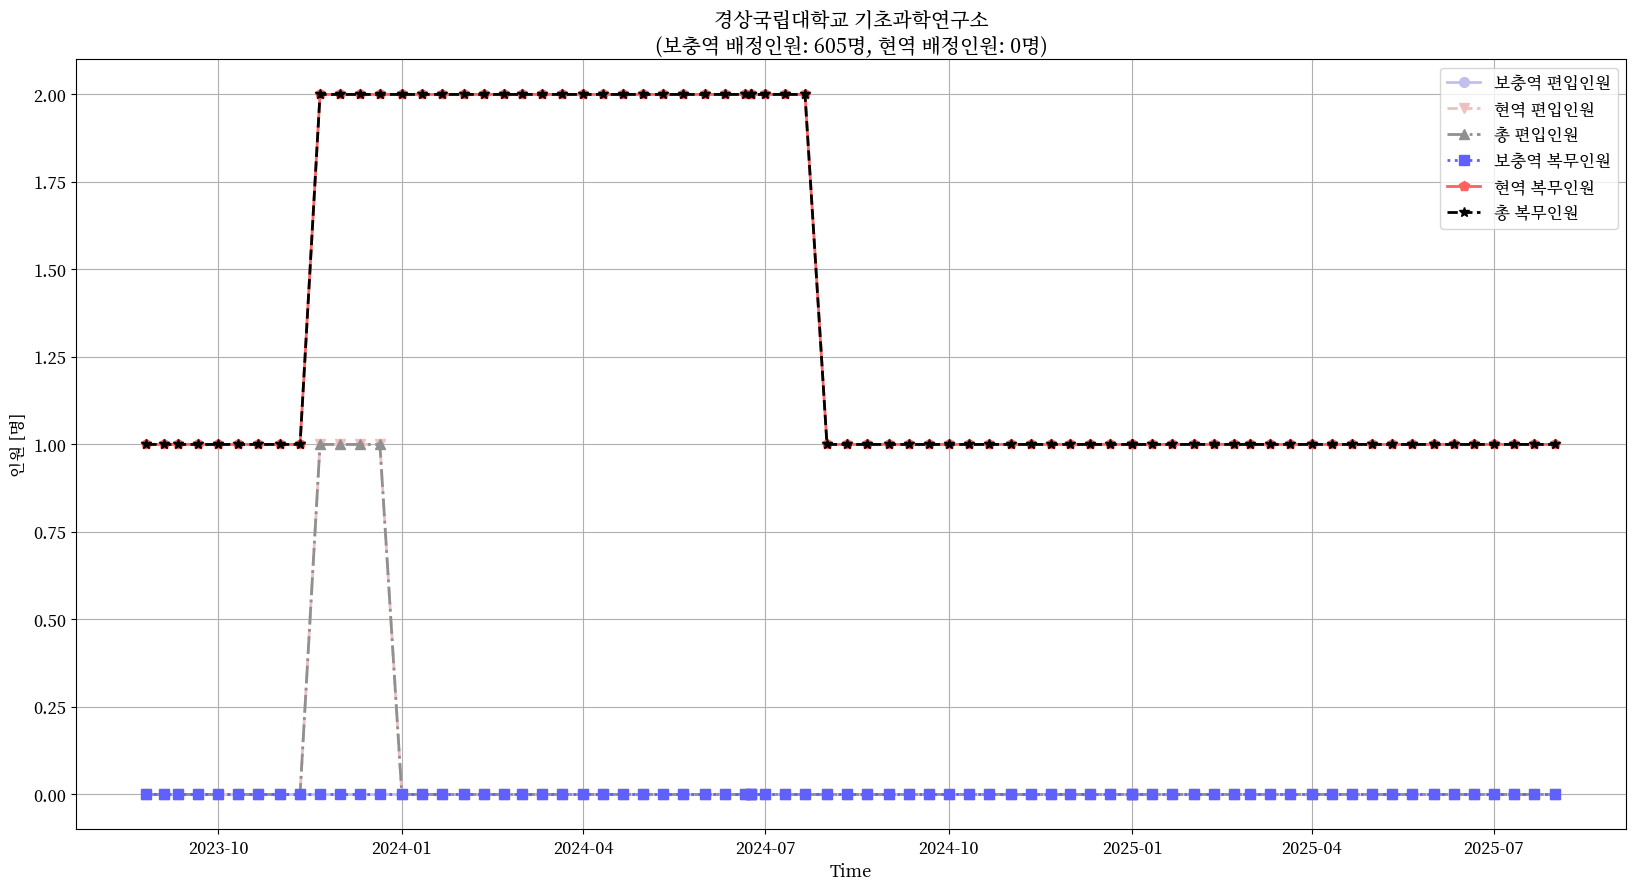 경상국립대학교 기초과학연구소
(보충역 배정인원: 605명, 현역 배정인원: 0명)
보충역 편입인원
현역 편입인원
총 편입인원
보충역 복무인원
현역 복무인원
총 복무인원
2.00
1.75
1.50
1.25
1.00
0.75
0.50
0.25
0.00
인원 [명]
2023-10
2024-01
2024-04
2024-07
2024-10
2025-01
2025-04
2025-07
Time